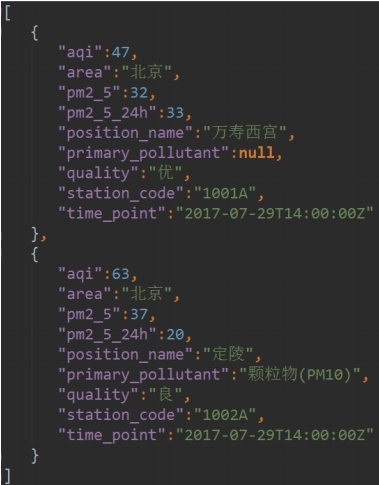 [
{
"aqi":47,
"area":"北京",
"pm2_5":32,
"pm2_5_24h":33,
"position_name":"万寿西宫",
"primary_pollutant":null,
"quality":"优",
"station_code":"1001A",
"time_point":"2017-07-29T14:00:00Z"
},
{
"aqi":63,
"area":"北京",
"pm2_5":37,
"pm2_5_24h":20,
"position_name":"定陵",
"primary_pollutant":"颗粒物(PM10)",
"quality":"良",
"station_code":"1002A",
"time_point":"2017-07-29T14:00:00Z"
}
]